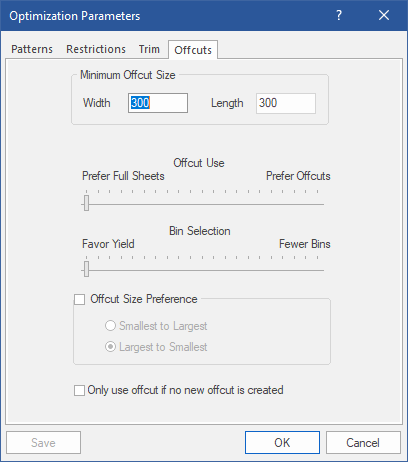 Optimization Parameters ?
Patterns Restrictions Trim Offcuts
Minimum Offcut Size
Width 300 Length 300
Offcut Use
Prefer Full Sheets Prefer Offcuts
Bin Selection
Favor Yield Fewer Bins
Offcut Size Preference
Smallest to Largest
Largest to Smallest
Only use offcut if no new offcut is created
Save OK Cancel